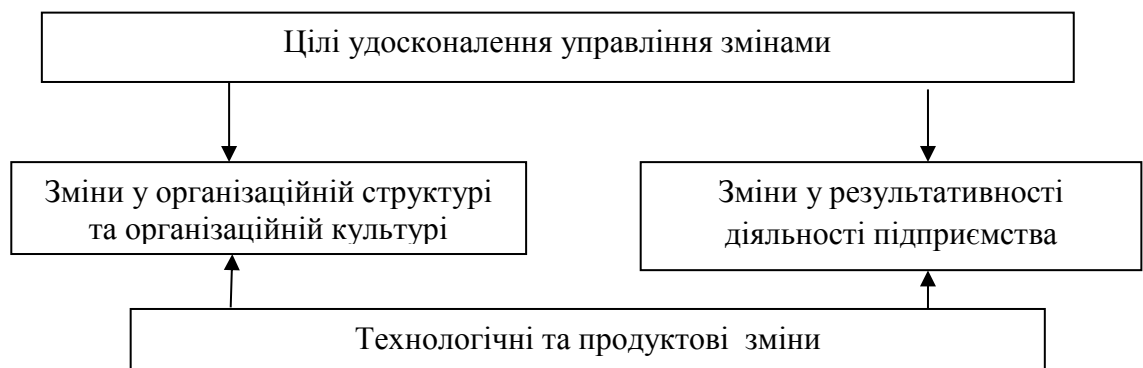 Цілі удосконалення управління змінами
Зміни у організаційній структурі
та організаційній культурі
Зміни у результативності
діяльності підприємства
Технологічні та продуктові зміни